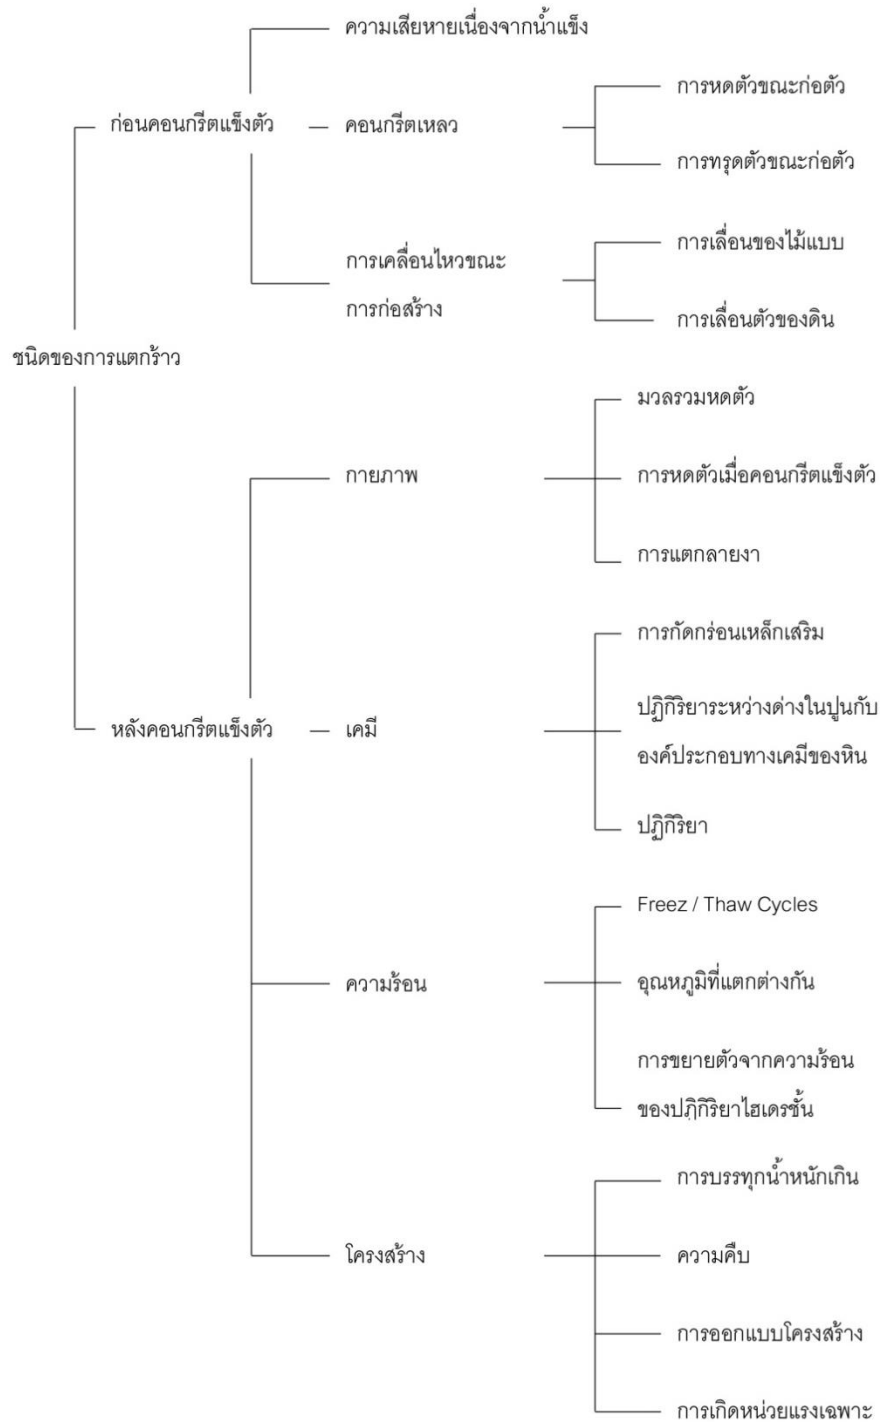 ความเสียหายเนื่องจากน้ำแข็ง
การหดตัวขณะก่อตัว
ก่อนคอนกรีตแข็งตัว
คอนกรีตเหลว
การทรุดตัวขณะก่อตัว
การเลื่อนของไม้แบบ
การเคลื่อนไหวขณะ
การก่อสร้าง
การเลื่อนตัวของดิน
ชนิดของการแตกร้าว
มวลรวมหดตัว
กายภาพ
การหดตัวเมื่อคอนกรีตแข็งตัว
การแตกลายงา
การกัดกร่อนเหล็กเสริม
ปฏิกิริยาระหว่างด่างในปูนกับ
องค์ประกอบทางเคมีของหิน
หลังคอนกรีตแข็งตัว
เคมี
ปฏิกิริยา
Freez / Thaw Cycles
ความร้อน
อุณหภูมิที่แตกต่างกัน
การขยายตัวจากความร้อน
ของปฏิกิริยาไฮเดรชั้น
การบรรทุกน้ำหนักเกิน
โครงสร้าง
ความคืบ
การออกแบบโครงสร้าง
การเกิดหน่วยแรงเฉพาะ